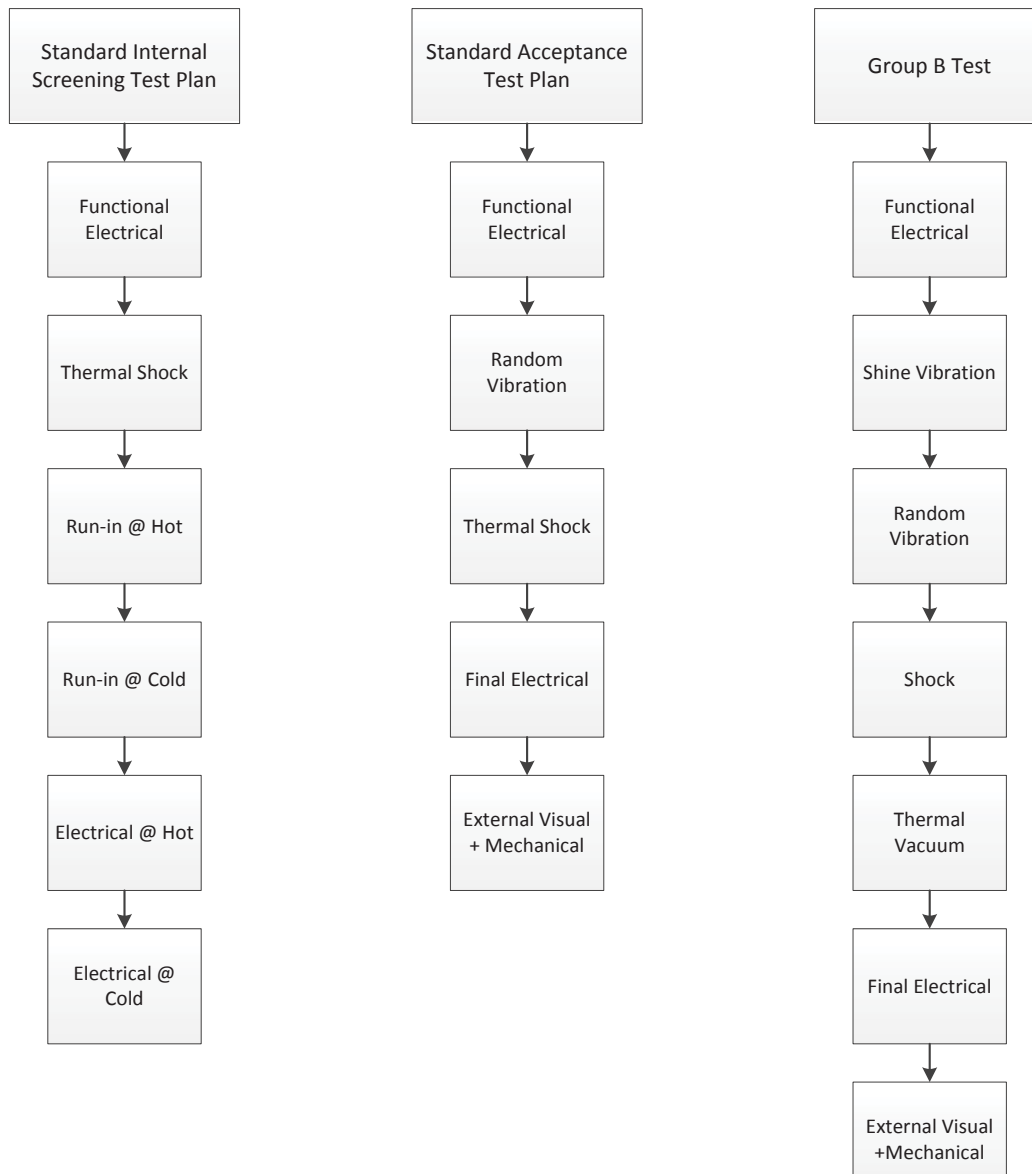 Standard Internal
Screening Test Plan
Functional
Electrical
Thermal Shock
Run-in @ Hot
Run-in @ Cold
Electrical @ Hot
Electrical @
Cold
Standard Acceptance
Test Plan
Functional
Electrical
Random
Vibration
Thermal Shock
Final Electrical
External Visual
+ Mechanical
Group B Test
Functional
Electrical
Shine Vibration
Random
Vibration
Shock
Thermal
Vacuum
Final Electrical
External Visual
+Mechanical